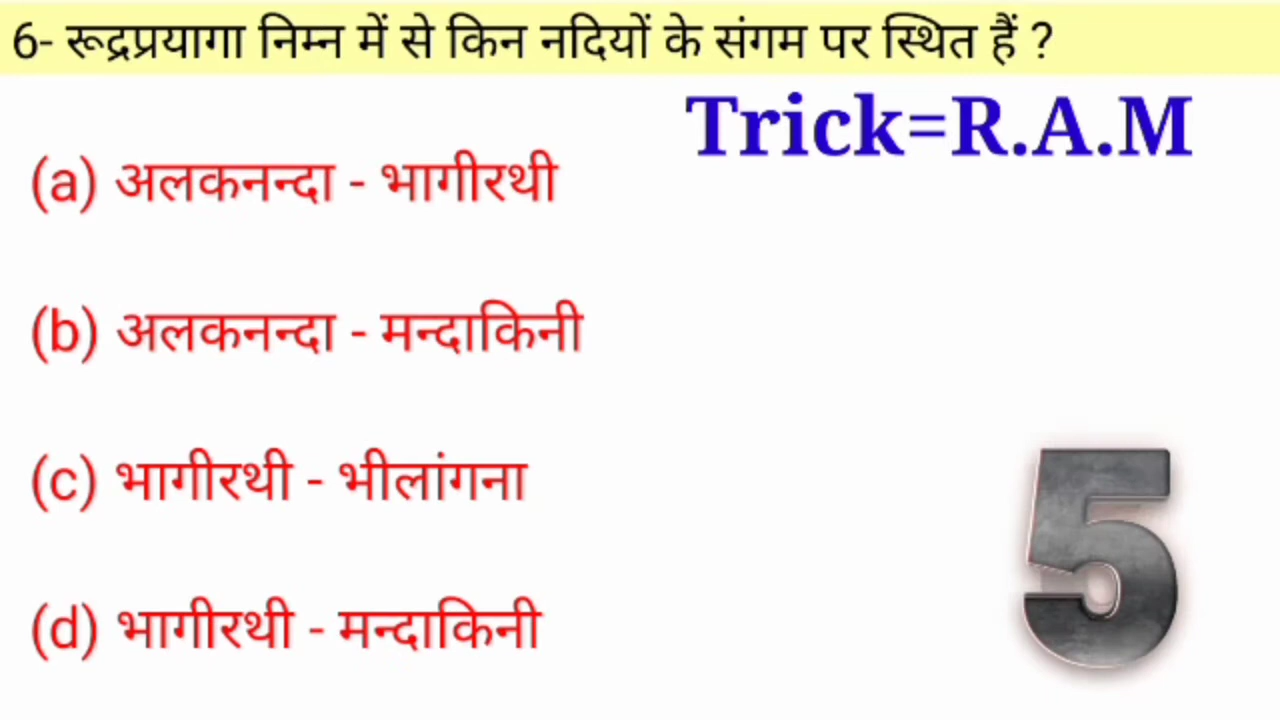 6- रूद्रप्रयागा निम्न में से किन नदियों के संगम पर स्थित हैं ?
Trick=R.A.M
(a) अलकनन्दा - भागीरथी
(b) अलकनन्दा - मन्दाकिनी
(c) भागीरथी - भीलांगना
(d) भागीरथी - मन्दाकिनी
5